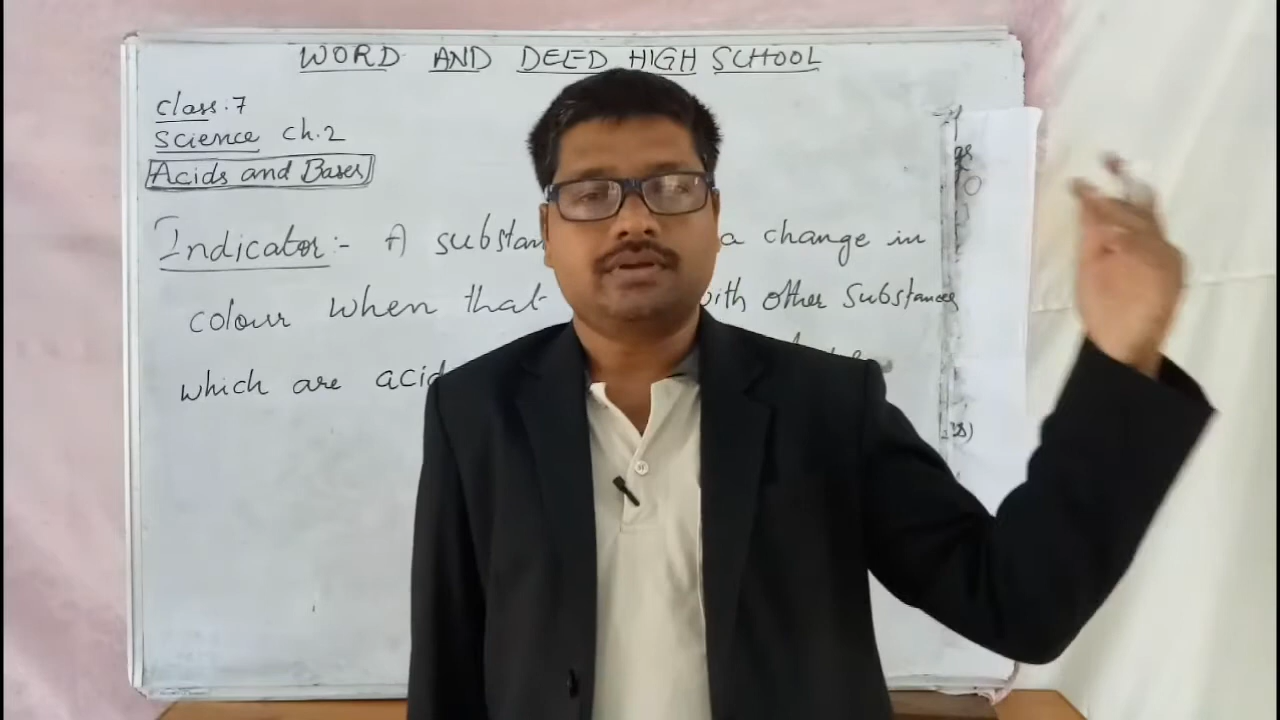 WORD AND DEED HIGH SCHOOL
Class.7
Science Ch.2
Acids and Bases
Indicator:- A substan a change in
colour when that with other substances
which are acid